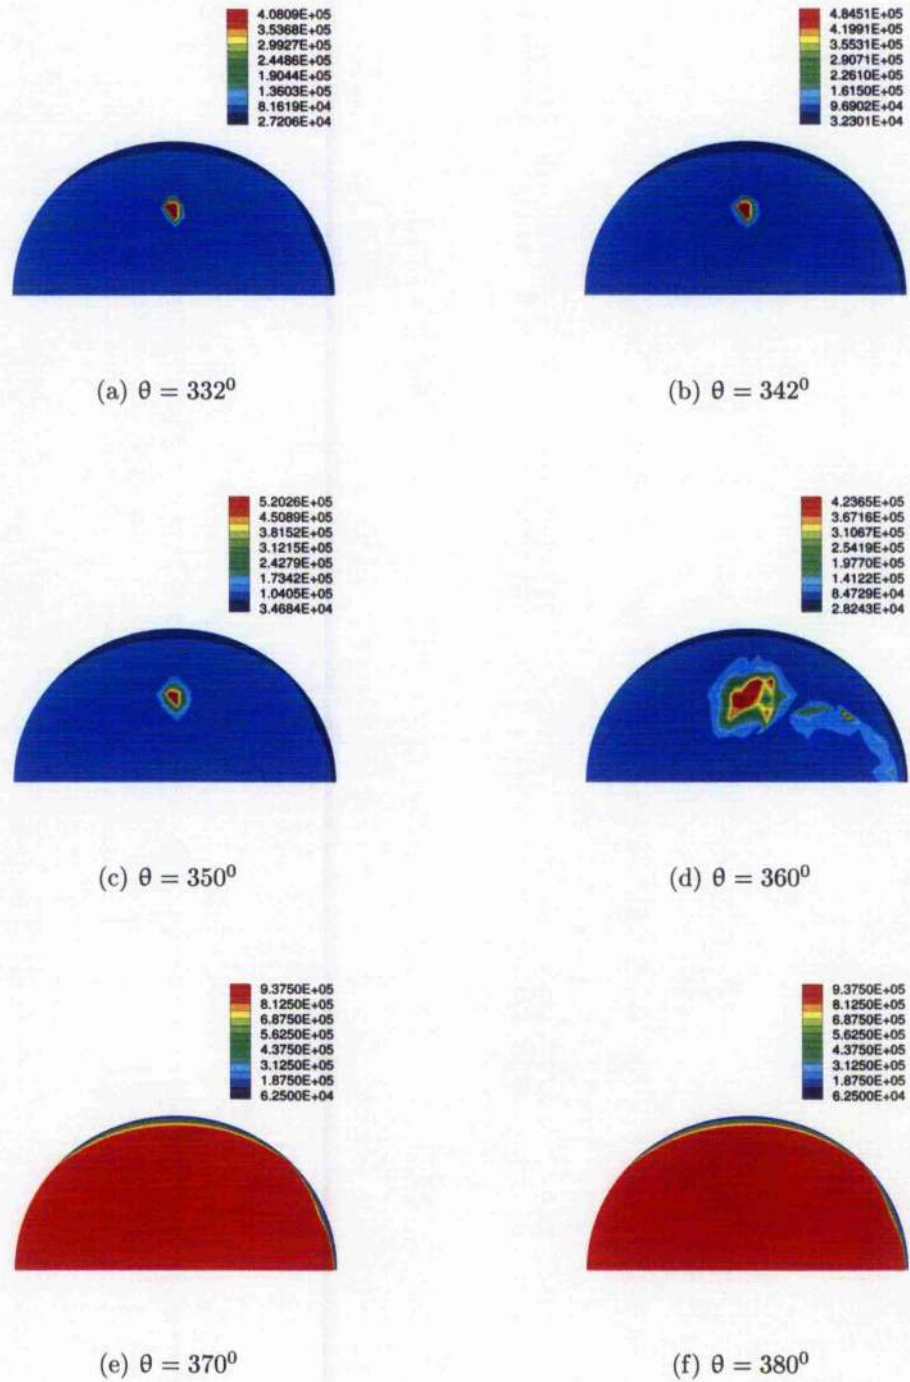 4.0809E+05
3.5368E+05
2.9927E+05
2.4486E+05
1.9044E+05
1.3603E+05
8.1619E+04
2.7206E+04
(a) θ = 332⁰
4.8451E+05
4.1991E+05
3.5531E+05
2.9071E+05
2.2610E+05
1.6150E+05
9.6902E+04
3.2301E+04
(b) θ = 342⁰
5.2026E+05
4.5089E+05
3.8152E+05
3.1215E+05
2.4279E+05
1.7342E+05
1.0405E+05
3.4684E+04
(c) θ = 350⁰
4.2365E+05
3.6716E+05
3.1067E+05
2.5419E+05
1.9770E+05
1.4122E+05
8.4729E+04
2.8243E+04
(d) θ = 360⁰
9.3750E+05
8.1250E+05
6.8750E+05
5.6250E+05
4.3750E+05
3.1250E+05
1.8750E+05
6.2500E+04
(e) θ = 370⁰
9.3750E+05
8.1250E+05
6.8750E+05
5.6250E+05
4.3750E+05
3.1250E+05
1.8750E+05
6.2500E+04
(f) θ = 380⁰